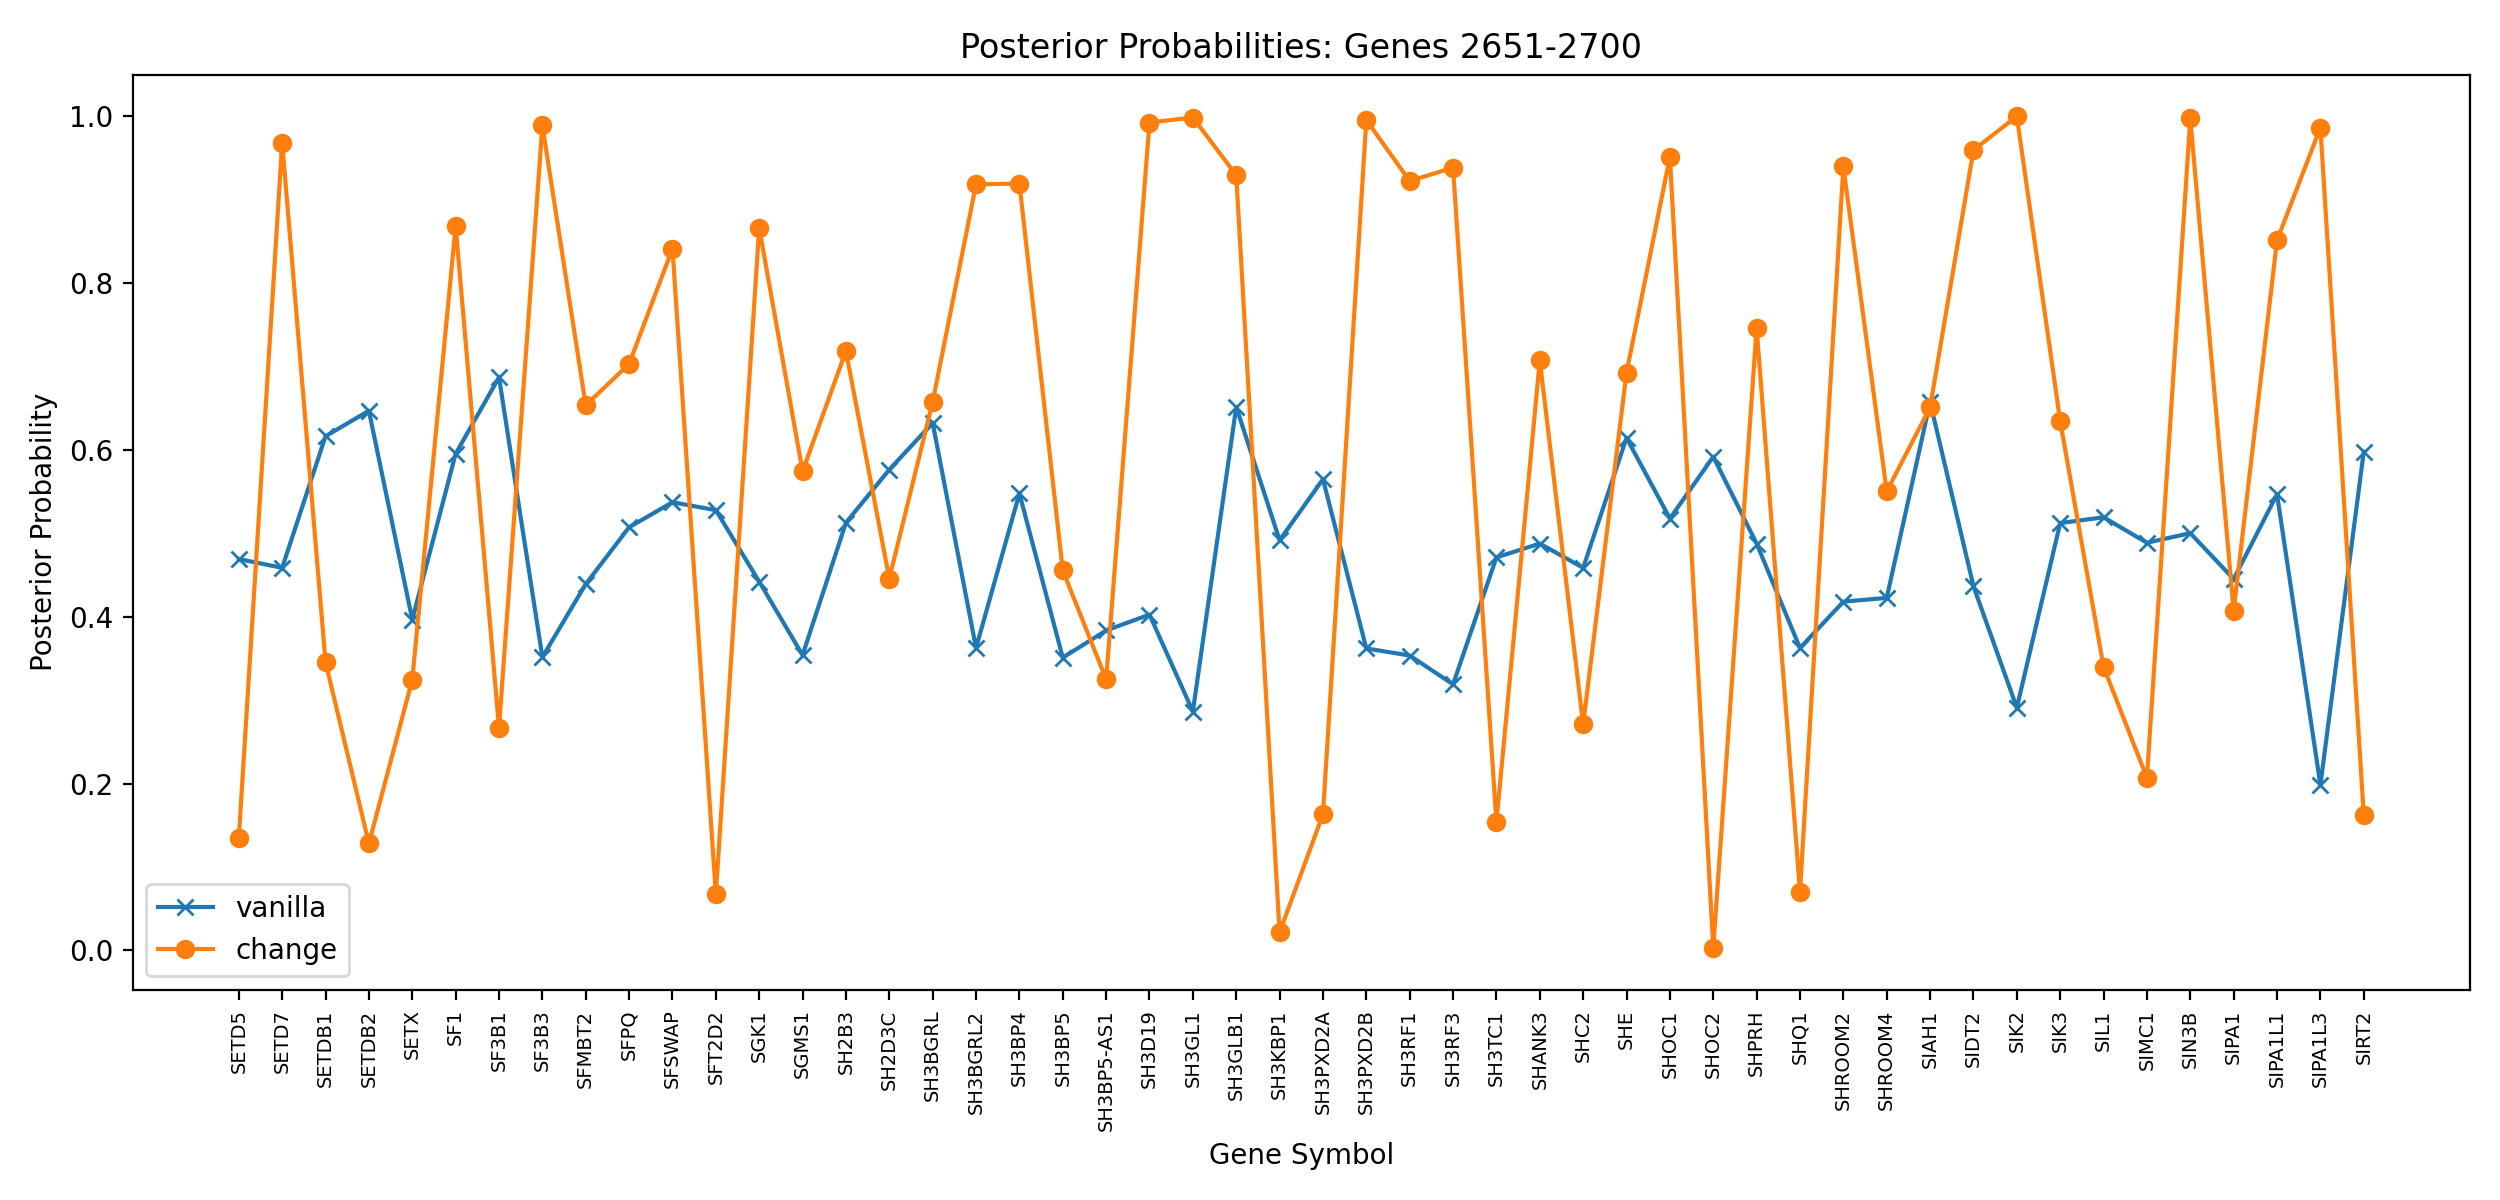 Posterior Probabilities: Genes 2651-2700
Posterior Probability
1.0
0.8
0.6
0.4
0.2
0.0
vanilla
change
SETD5
SETD7
SETDB1
SETDB2
SETX
SF1
SF3B1
SF3B3
SFMBT2
SFPQ
SFSWAP
SFT2D2
SGK1
SGMS1
SH2B3
SH2D3C
SH3BGRL
SH3BGRL2
SH3BP4
SH3BP5
SH3BP5-AS1
SH3D19
SH3GL1
SH3GLB1
SH3KBP1
SH3PXD2A
SH3PXD2B
SH3RF1
SH3RF3
SH3TC1
SHANK3
SHC2
SHE
SHOC1
SHOC2
SHPRH
SHQ1
SHROOM2
SHROOM4
SIAH1
SIDT2
SIK2
SIK3
SIL1
SIMC1
SIN3B
SIPA1
SIPA1L1
SIPA1L3
SIRT2
Gene Symbol